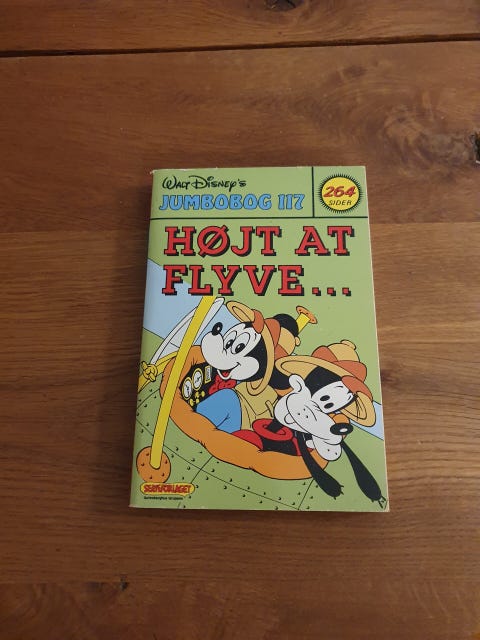 WALT DISNEY'S
JUMBOBOG 117
264
SIDER
HØJT AT
FLYVE...
SERIEFORLAGET